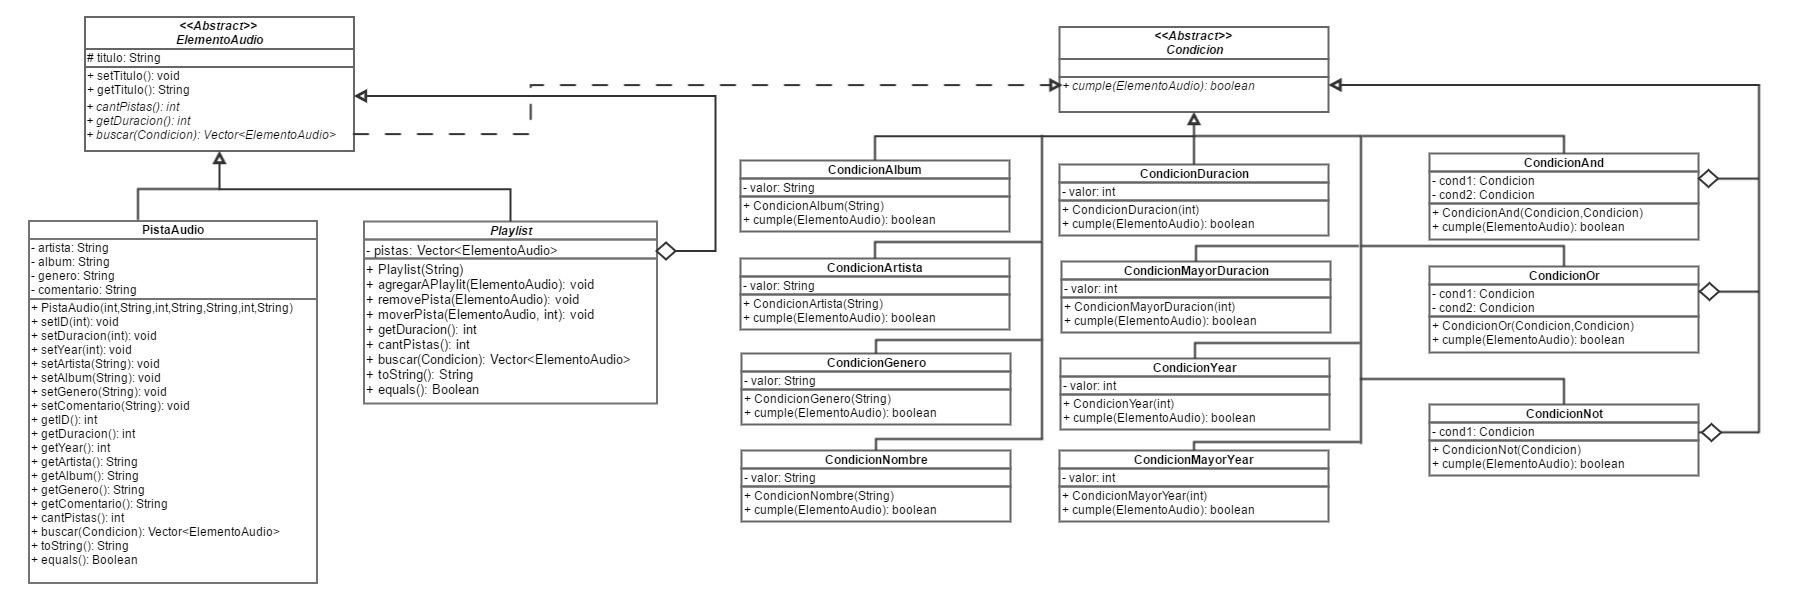 <<Abstract>>
ElementoAudio
# titulo: String
+ setTitulo(): void
+ getTitulo(): String
+ cantPistas(): int
+ getDuracion(): int
+ buscar(Condicion): Vector<ElementoAudio>
PistaAudio
- artista: String
- album: String
- genero: String
- comentario: String
+ PistaAudio(int,String,int,String,String,int,String)
+ setID(int): void
+ setDuracion(int): void
+ setYear(int): void
+ setArtista(String): void
+ setAlbum(String): void
+ setGenero(String): void
+ setComentario(String): void
+ getID(): int
+ getDuracion(): int
+ getYear(): int
+ getArtista(): String
+ getAlbum(): String
+ getGenero(): String
+ getComentario(): String
+ cantPistas(): int
+ buscar(Condicion): Vector<ElementoAudio>
+ toString(): String
+ equals(): Boolean
Playlist
- pistas: Vector<ElementoAudio>
+ Playlist(String)
+ agregarAPlaylit(ElementoAudio): void
+ removePista(ElementoAudio): void
+ moverPista(ElementoAudio, int): void
+ getDuracion(): int
+ cantPistas(): int
+ buscar(Condicion): Vector<ElementoAudio>
+ toString(): String
+ equals(): Boolean
<<Abstract>>
Condicion
+ cumple(ElementoAudio): boolean
CondicionAlbum
- valor: String
+ CondicionAlbum(String)
+ cumple(ElementoAudio): boolean
CondicionArtista
- valor: String
+ CondicionArtista(String)
+ cumple(ElementoAudio): boolean
CondicionGenero
- valor: String
+ CondicionGenero(String)
+ cumple(ElementoAudio): boolean
CondicionNombre
- valor: String
+ CondicionNombre(String)
+ cumple(ElementoAudio): boolean
CondicionDuracion
- valor: int
+ CondicionDuracion(int)
+ cumple(ElementoAudio): boolean
CondicionMayorDuracion
- valor: int
+ CondicionMayorDuracion(int)
+ cumple(ElementoAudio): boolean
CondicionYear
- valor: int
+ CondicionYear(int)
+ cumple(ElementoAudio): boolean
CondicionMayorYear
- valor: int
+ CondicionMayorYear(int)
+ cumple(ElementoAudio): boolean
CondicionAnd
- cond1: Condicion
- cond2: Condicion
+ CondicionAnd(Condicion,Condicion)
+ cumple(ElementoAudio): boolean
CondicionOr
- cond1: Condicion
- cond2: Condicion
+ CondicionOr(Condicion,Condicion)
+ cumple(ElementoAudio): boolean
CondicionNot
- cond1: Condicion
+ CondicionNot(Condicion)
+ cumple(ElementoAudio): boolean